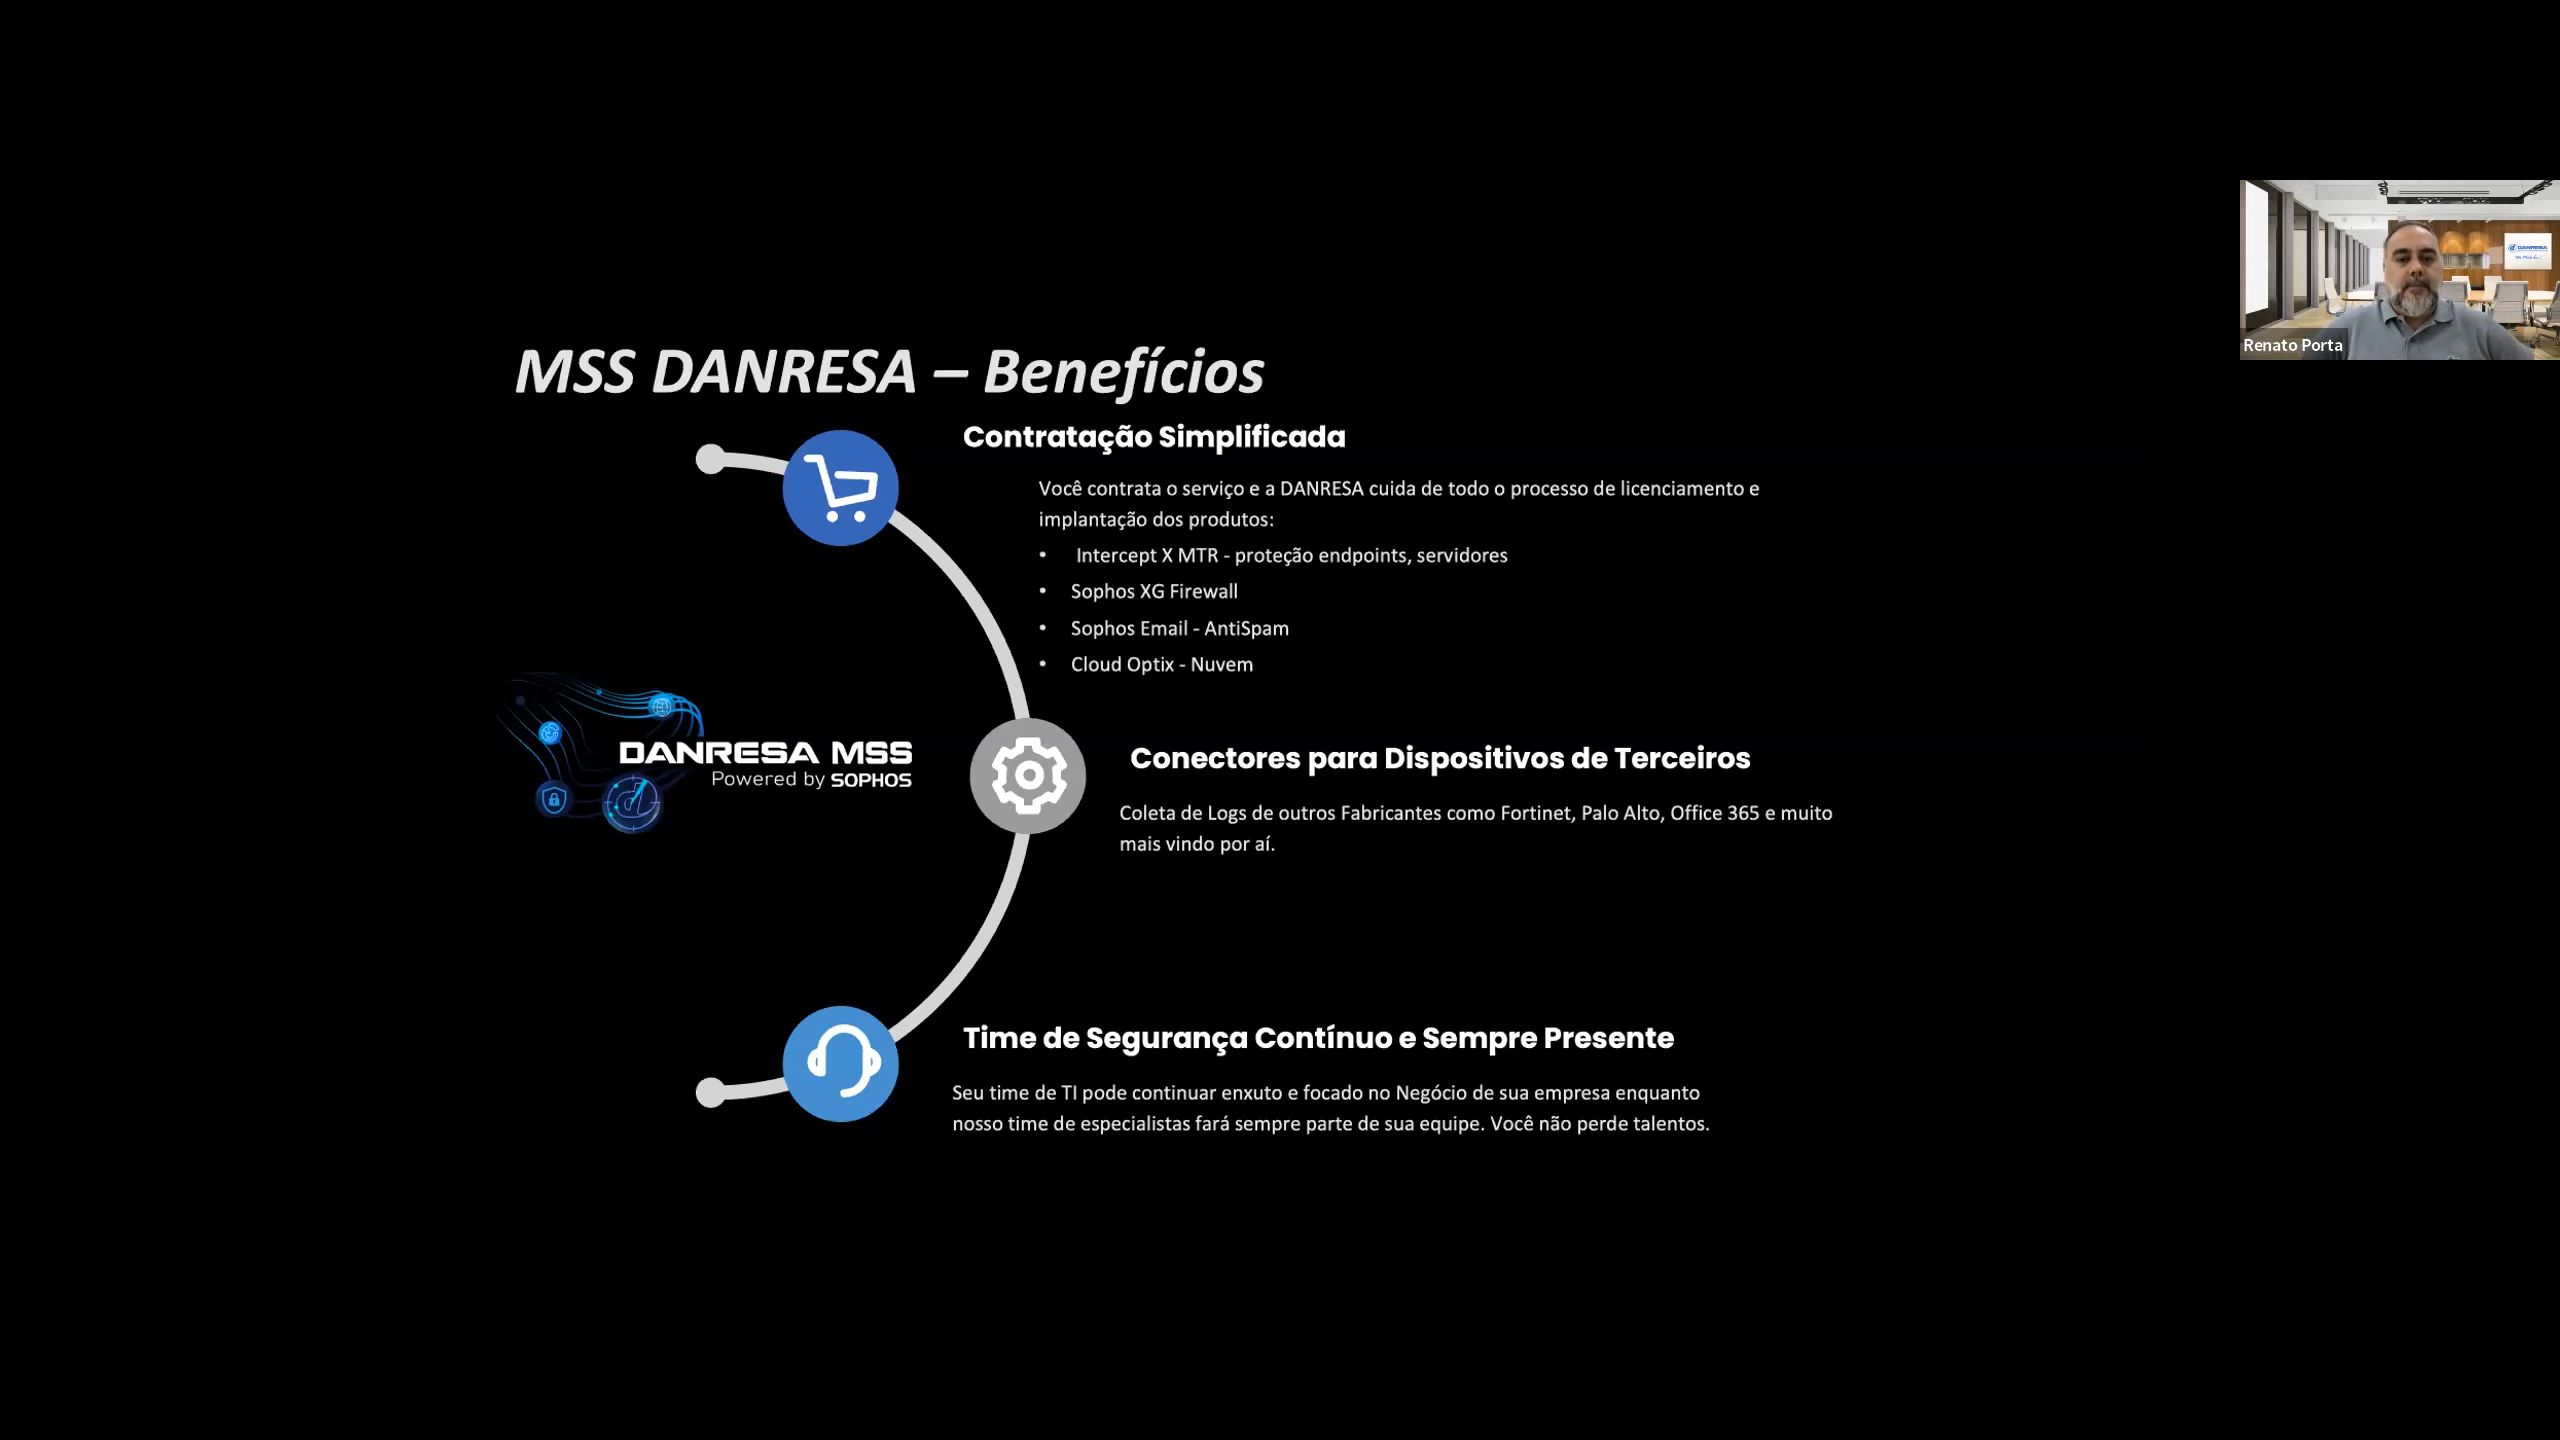 MSS DANRESA – Benefícios
Contratação Simplificada
Você contrata o serviço e a DANRESA cuida de todo o processo de licenciamento e
implantação dos produtos:
• Intercept X MTR - proteção endpoints, servidores
• Sophos XG Firewall
• Sophos Email - AntiSpam
• Cloud Optix - Nuvem
DANRESA MSS
Powered by SOPHOS
Conectores para Dispositivos de Terceiros
Coleta de Logs de outros Fabricantes como Fortinet, Palo Alto, Office 365 e muito
mais vindo por aí.
Time de Segurança Contínuo e Sempre Presente
Seu time de TI pode continuar enxuto e focado no Negócio de sua empresa enquanto
nosso time de especialistas fará sempre parte de sua equipe. Você não perde talentos.
DANRESA
Renato Porta